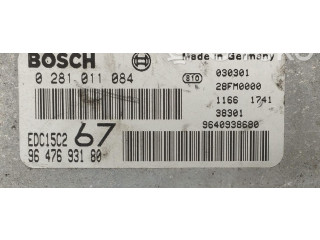 BOSCH
Made in Germany
0 281 011 084
STO
030301
28FM0000
1166 1741
38301
9640938680
EDC15C2
67
96 476 931 80